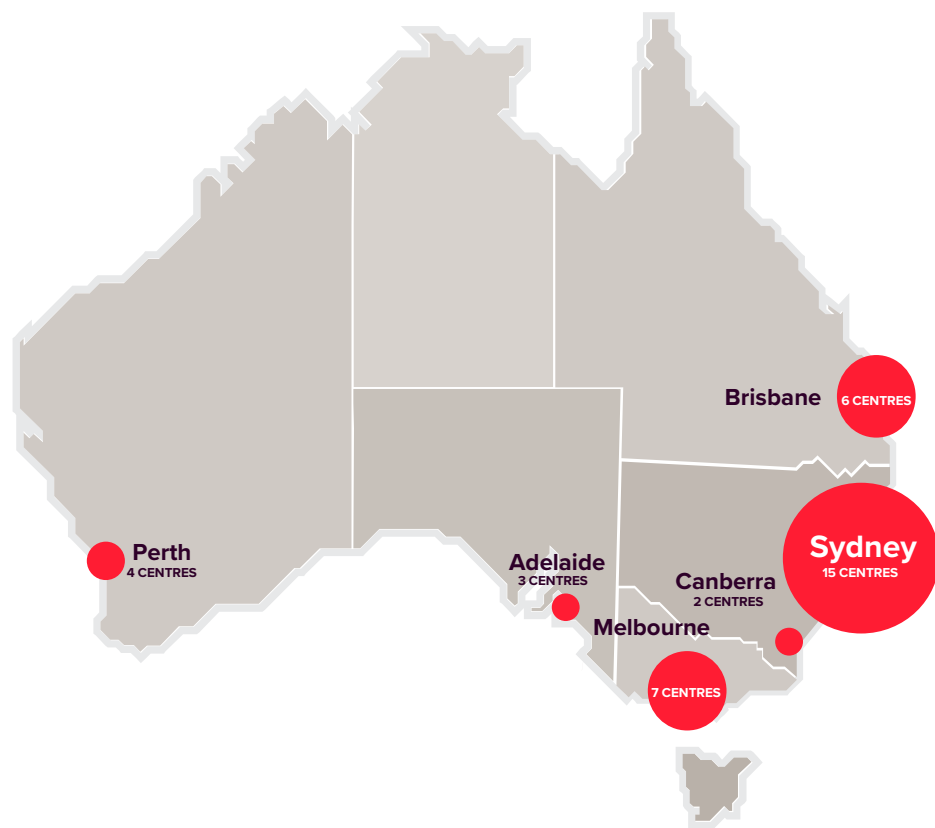 Brisbane
6 CENTRES
Sydney
15 CENTRES
Perth
4 CENTRES
Adelaide
3 CENTRES
Canberra
2 CENTRES
Melbourne
7 CENTRES